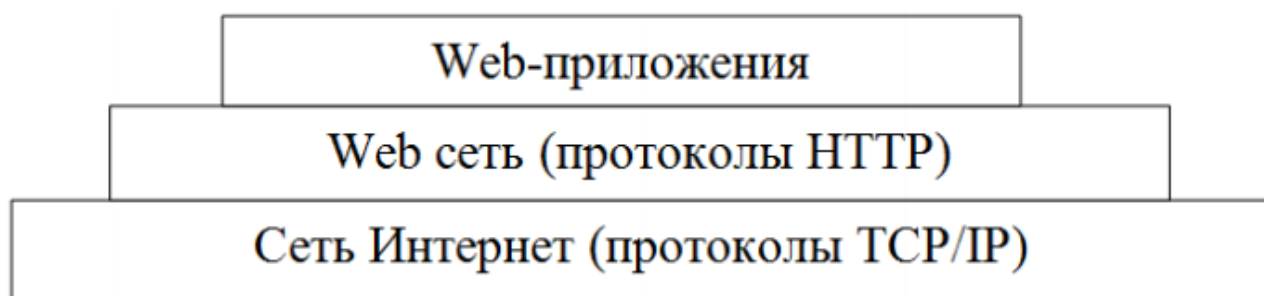 Web-приложения
Web сеть (протоколы HTTP)
Сеть Интернет (протоколы TCP/IP)